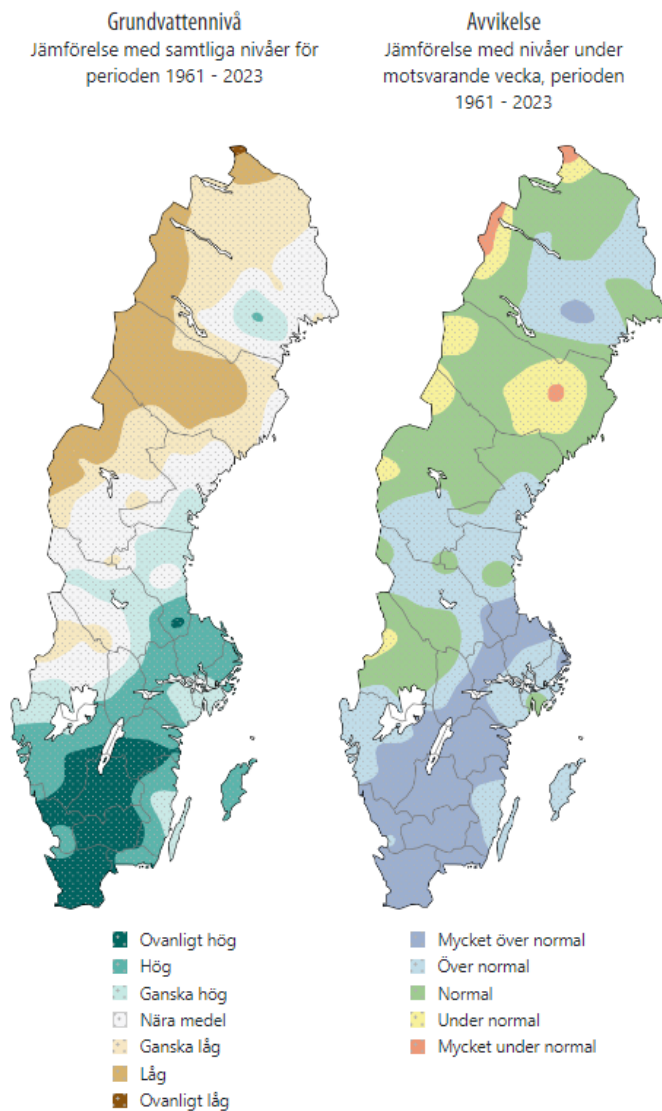 Grundvattennivå
Jämförelse med samtliga nivåer för
perioden 1961 - 2023
Avvikelse
Jämförelse med nivåer under
motsvarande vecka, perioden
1961 - 2023
Ovanligt hög
Hög
Ganska hög
Nära medel
Ganska låg
Låg
Ovanligt låg
Mycket över normal
Över normal
Normal
Under normal
Mycket under normal